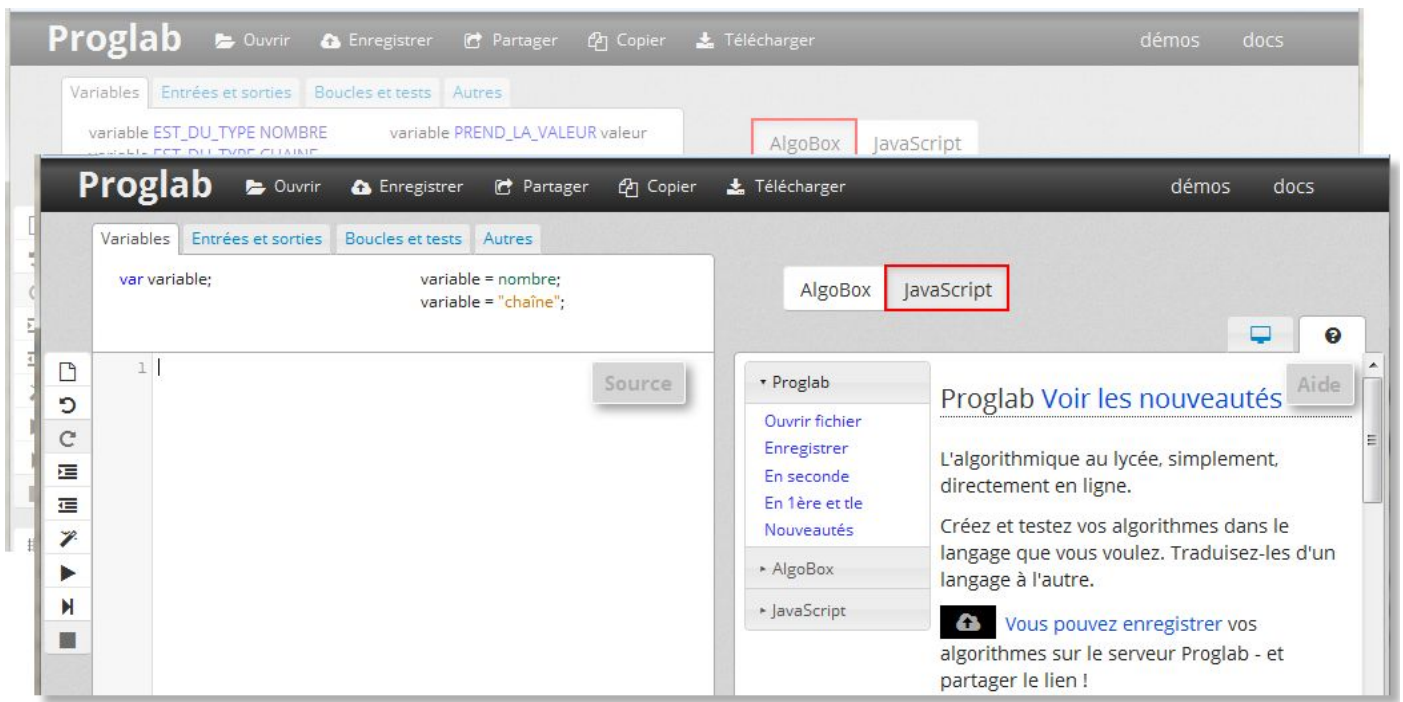 Proglab Ouvrir Enregistrer Partager Copier Télécharger démos docs
Variables Entrées et sorties Boucles et tests Autres
variable EST_DU_TYPE NOMBRE variable PREND_LA_VALEUR valeur
variable EST_DU_TYPE CHAINE
AlgoBox JavaScript
Proglab Ouvrir Enregistrer Partager Copier Télécharger démos docs
Variables Entrées et sorties Boucles et tests Autres
var variable; variable = nombre;
variable = "chaîne";
AlgoBox JavaScript
1
Source
Proglab
Ouvrir fichier
Enregistrer
En seconde
En 1ère et tle
Nouveautés
AlgoBox
JavaScript
Aide
Proglab Voir les nouveautés
L'algorithmique au lycée, simplement,
directement en ligne.
Créez et testez vos algorithmes dans le
langage que vous voulez. Traduisez-les d'un
langage à l'autre.
Vous pouvez enregistrer vos
algorithmes sur le serveur Proglab - et
partager le lien !